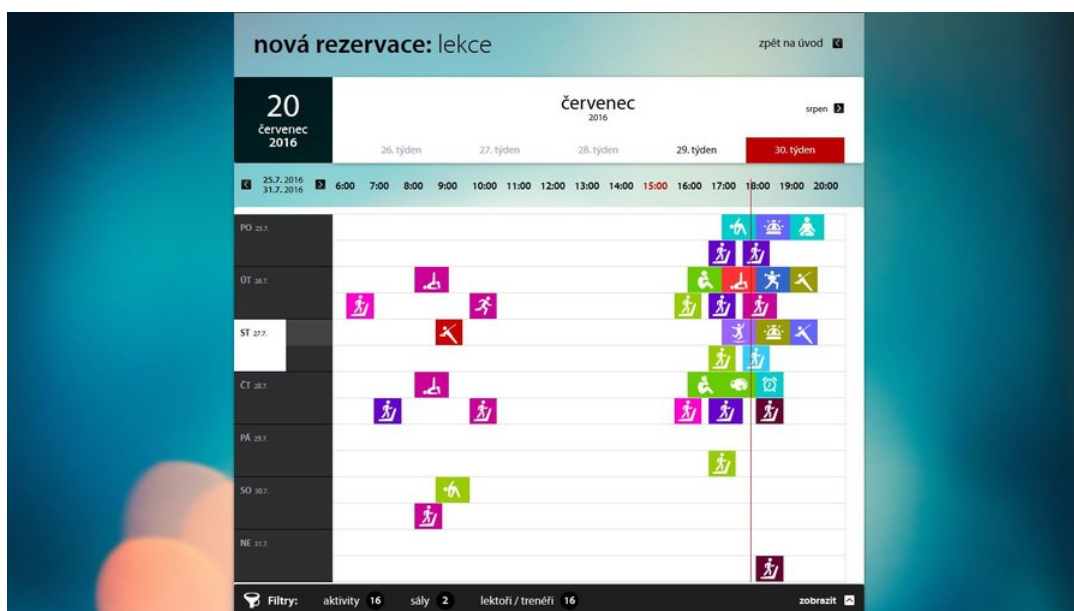 nová rezervace: lekce
zpět na úvod
20
červenec
2016
červenec
2016
srpen
26. týden 27. týden 28. týden 29. týden 30. týden
25.7. 2016
31.7. 2016
6:00 7:00 8:00 9:00 10:00 11:00 12:00 13:00 14:00 15:00 16:00 17:00 18:00 19:00 20:00
PO 25.7.
ÚT 26.7.
ST 27.7.
ČT 28.7.
PÁ 29.7.
SO 30.7.
NE 31.7.
Filtry: aktivity 16 sály 2 lektoři / trenéři 16 zobrazit